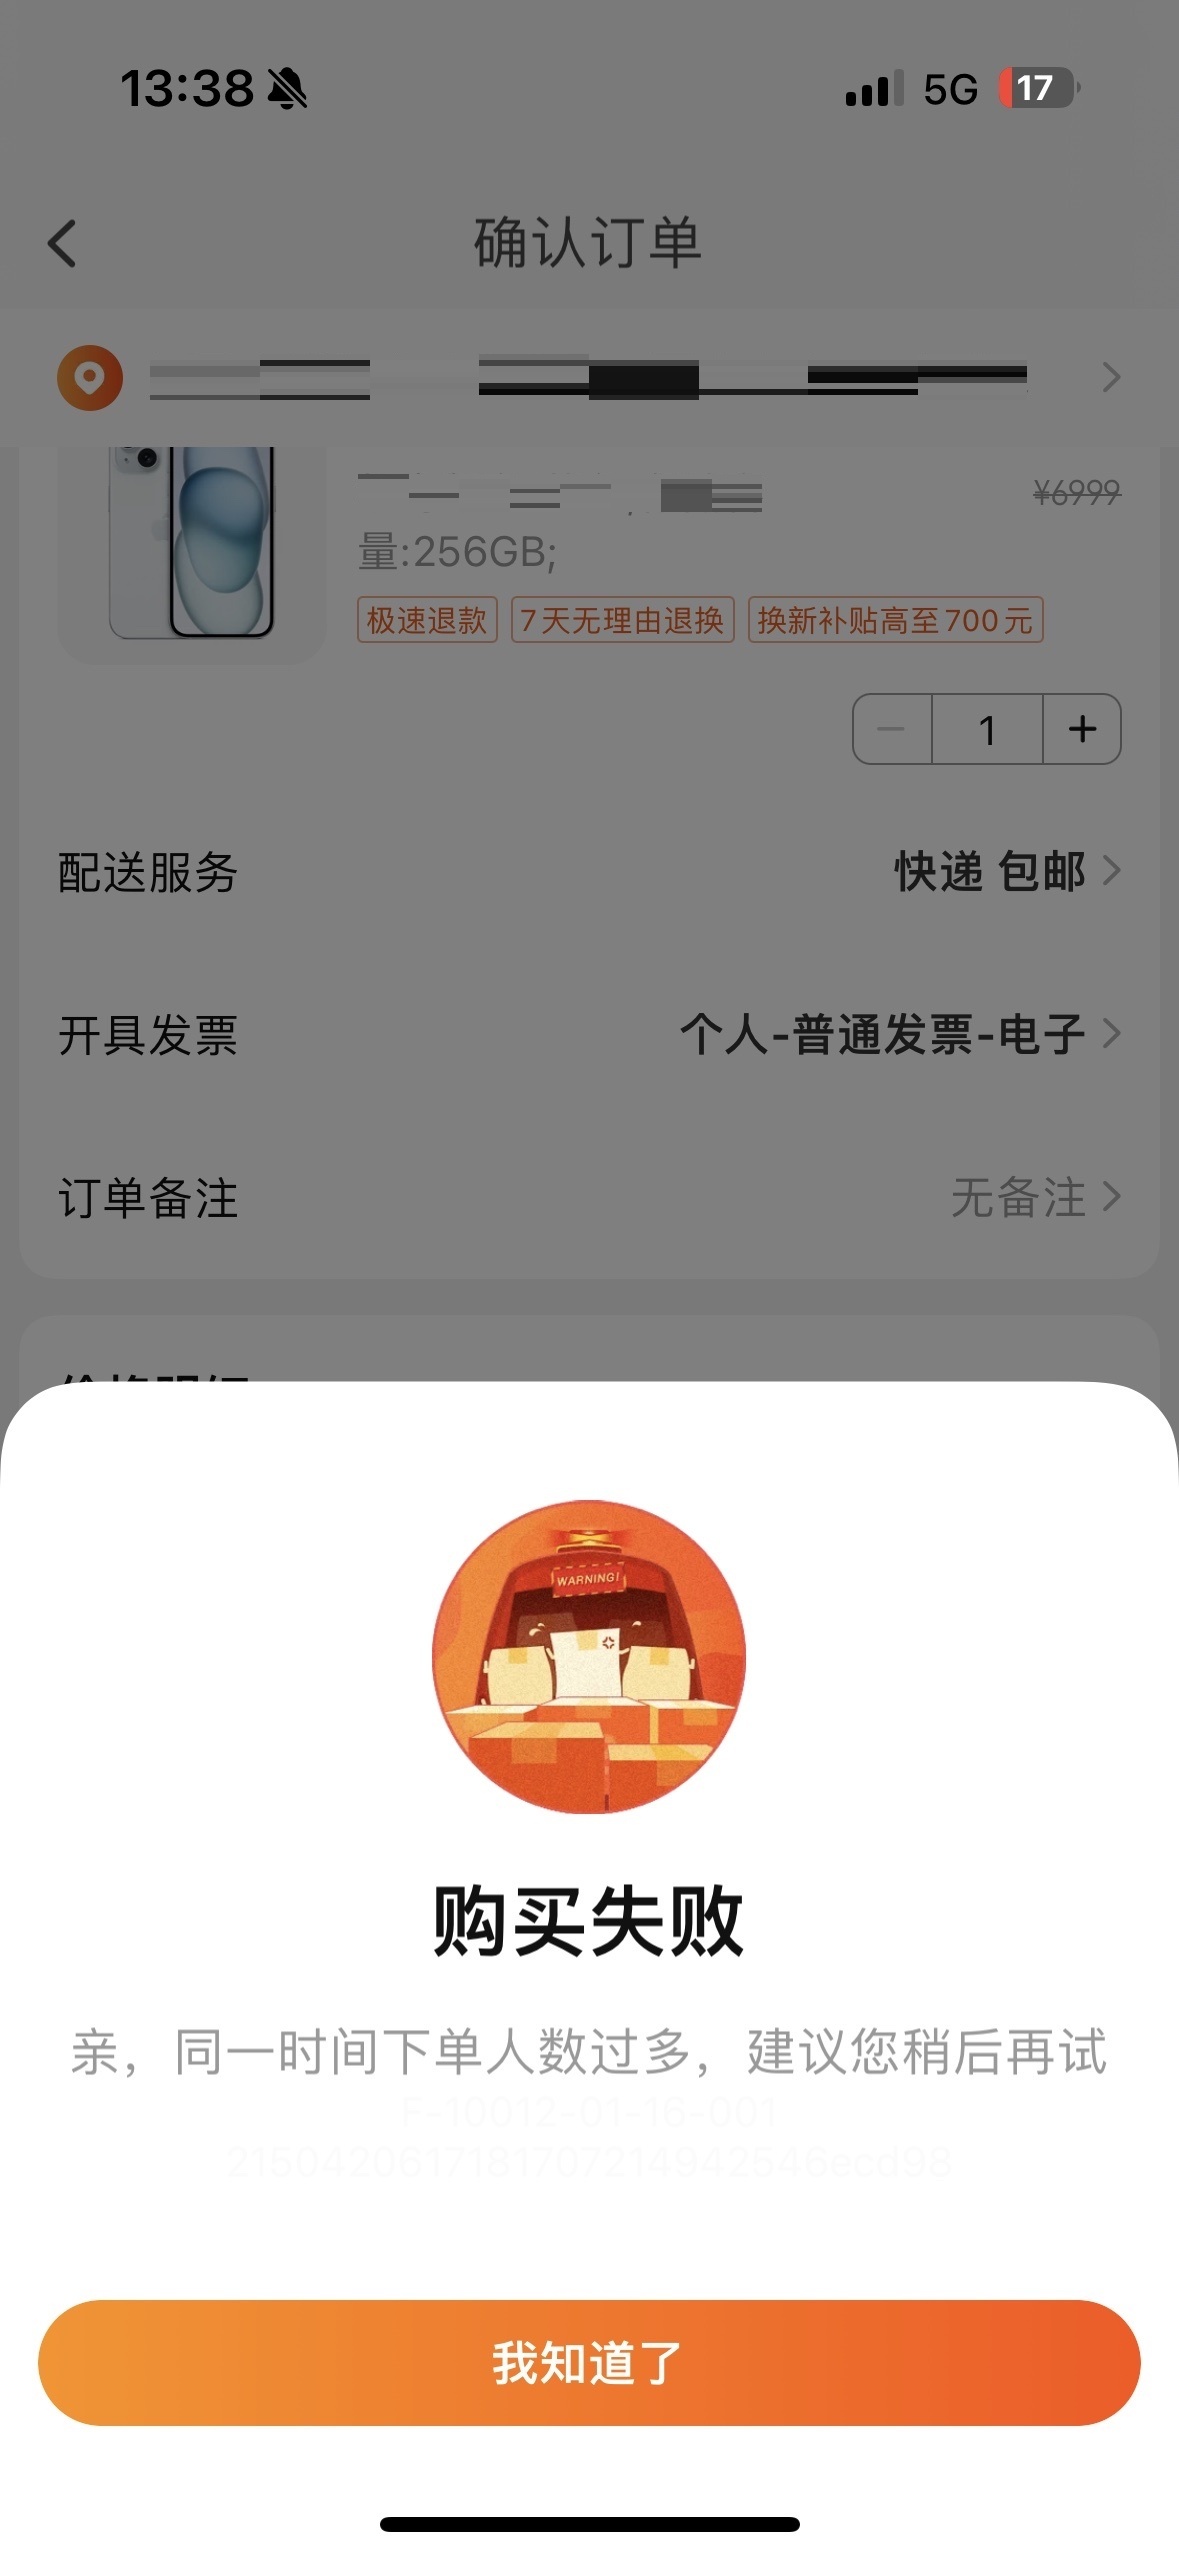 13:38
5G
17
确认订单
¥6999
量:256GB;
极速退款
7天无理由退换
换新补贴高至700元
1
配送服务
快递 包邮
开具发票
个人-普通发票-电子
订单备注
无备注
价格明细
WARNING!
购买失败
亲，同一时间下单人数过多，建议您稍后再试
F-10012-01-16-001
我知道了